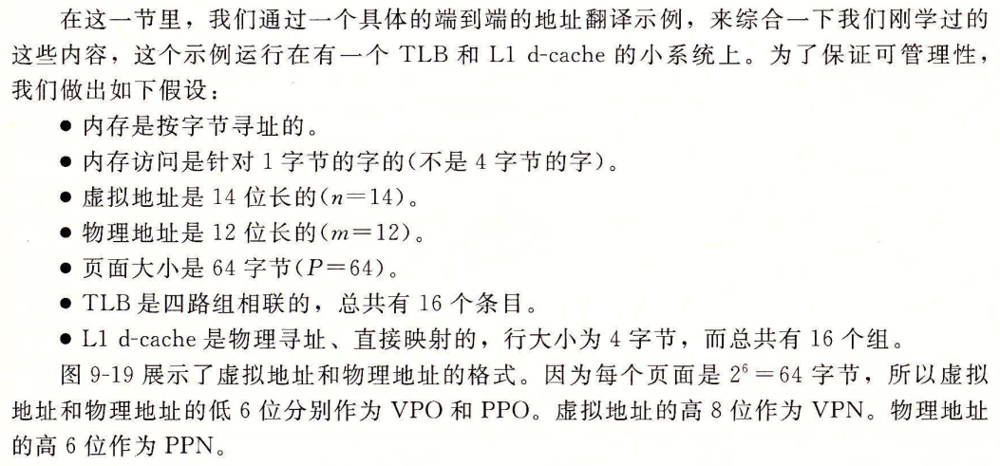 在这一节里，我们通过一个具体的端到端的地址翻译示例，来综合一下我们刚学过的
这些内容，这个示例运行在有一个 TLB 和 L1 d-cache 的小系统上。为了保证可管理性，
我们做出如下假设：
● 内存是按字节寻址的。
● 内存访问是针对 1 字节的字的(不是 4 字节的字)。
● 虚拟地址是 14 位长的(n=14)。
● 物理地址是 12 位长的(m=12)。
● 页面大小是 64 字节(P=64)。
● TLB 是四路组相联的，总共有 16 个条目。
● L1 d-cache 是物理寻址、直接映射的，行大小为 4 字节，而总共有 16 个组。
图 9-19 展示了虚拟地址和物理地址的格式。因为每个页面是 2⁶=64 字节，所以虚拟
地址和物理地址的低 6 位分别作为 VPO 和 PPO。虚拟地址的高 8 位作为 VPN。物理地址
的高 6 位作为 PPN。